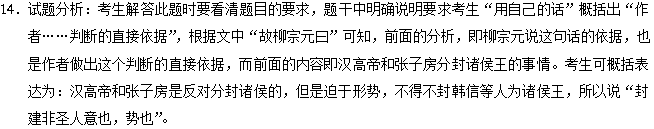 14．试题分析：考生解答此题时要看清题目的要求，题干中明确说明要求考生“用自己的话”概括出“作
者……判断的直接依据”，根据文中“故柳宗元曰”可知，前面的分析，即柳宗元说这句话的依据，也
是作者做出这个判断的直接依据，而前面的内容即汉高帝和张子房分封诸侯王的事情。考生可概括表
达为：汉高帝和张子房是反对分封诸侯的，但是迫于形势，不得不封韩信等人为诸侯王，所以说“封
建非圣人意也，势也”。